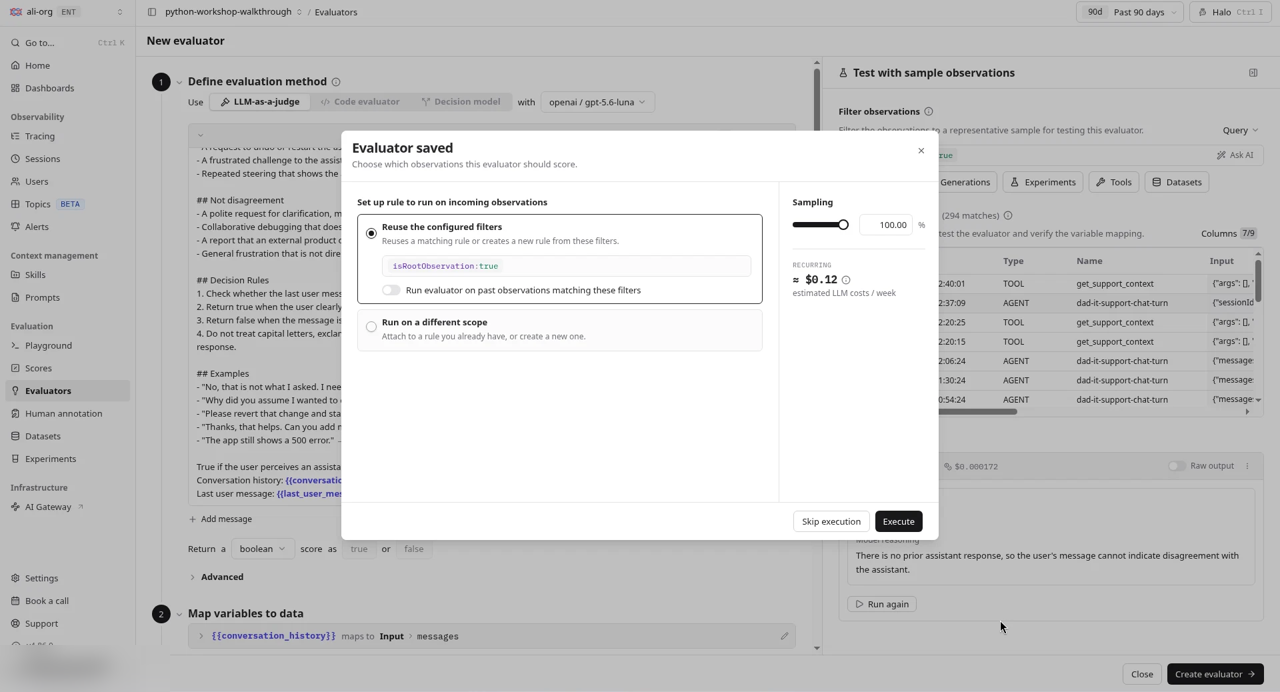 ali-org ENT
python-workshop-walkthrough / Evaluators
90d Past 90 days
Halo Ctrl I
Go to... Ctrl K
Home
Dashboards
Observability
Tracing
Sessions
Users
Topics BETA
Alerts
Context management
Skills
Prompts
Evaluation
Playground
Scores
Evaluators
Human annotation
Datasets
Experiments
Infrastructure
AI Gateway
Settings
Book a call
Support
New evaluator
1 Define evaluation method
Use LLM-as-a-judge Code evaluator Decision model with openai / gpt-5.6-luna
- A frustrated challenge to the assist
- Repeated steering that shows the
## Not disagreement
- A polite request for clarification, m
- Collaborative debugging that does
- A report that an external product o
- General frustration that is not dire
## Decision Rules
1. Check whether the last user mess
2. Return true when the user clearly
3. Return false when the message is
4. Do not treat capital letters, exclar
response.
## Examples
- "No, that is not what I asked. I nee
- "Why did you assume I wanted to
- "Please revert that change and sta
- "Thanks, that helps. Can you add m
- "The app still shows a 500 error."
True if the user perceives an assista
Conversation history: {{conversatic
Last user message: {{last_user_mes
Add message
Return a boolean score as true or false
Advanced
2 Map variables to data
{{conversation_history}} maps to Input > messages
Evaluator saved
Choose which observations this evaluator should score.
Set up rule to run on incoming observations
Reuse the configured filters
Reuses a matching rule or creates a new rule from these filters.
isRootObservation:true
Run evaluator on past observations matching these filters
Run on a different scope
Attach to a rule you already have, or create a new one.
Sampling
100.00 %
RECURRING
≈ $0.12
estimated LLM costs / week
Skip execution
Execute
Test with sample observations
Filter observations
Filter the observations to a representative sample for testing this evaluator. Query
rue Ask AI
Generations Experiments Tools Datasets
(294 matches)
test the evaluator and verify the variable mapping. Columns 7/9
Type Name Input
2:40:01 TOOL get_support_context {"args": [], "
2:37:09 AGENT dad-it-support-chat-turn {"sessionId
2:20:25 TOOL get_support_context {"args": [], "
2:20:15 TOOL get_support_context {"args": [], "
2:06:24 AGENT dad-it-support-chat-turn {"message:
1:30:24 AGENT dad-it-support-chat-turn {"message:
0:54:24 AGENT dad-it-support-chat-turn {"message:
$0.000172 Raw output
Model reasoning
There is no prior assistant response, so the user's message cannot indicate disagreement with
the assistant.
Run again
Close
Create evaluator